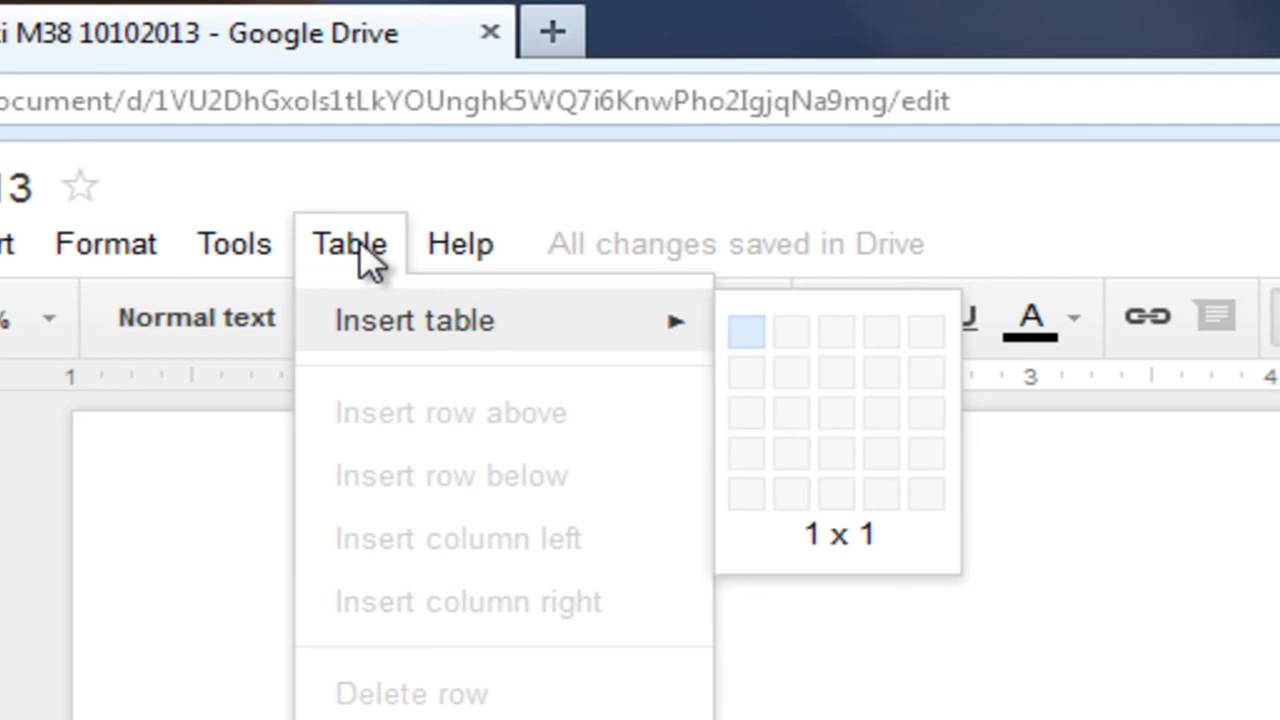 i M38 10102013 - Google Drive
ocument/d/1VU2DhGxoIs1tLkYOUnghk5WQ7i6KnwPho2IgjqNa9mg/edit
13
rt Format Tools Table Help All changes saved in Drive
% Normal text U A
1 3 4
Insert table
Insert row above
Insert row below
Insert column left
Insert column right
Delete row
1 x 1